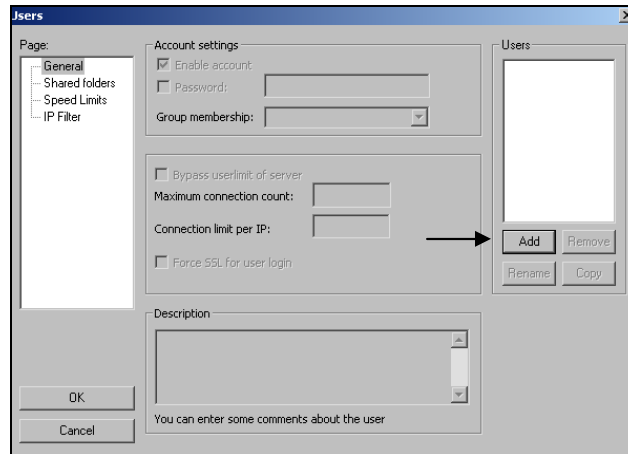 Users
Page:
General
Shared folders
Speed Limits
IP Filter
OK
Cancel
Account settings
Enable account
Password:
Group membership:
Bypass userlimit of server
Maximum connection count:
Connection limit per IP:
Force SSL for user login
Description
You can enter some comments about the user
Users
Add Remove
Rename Copy